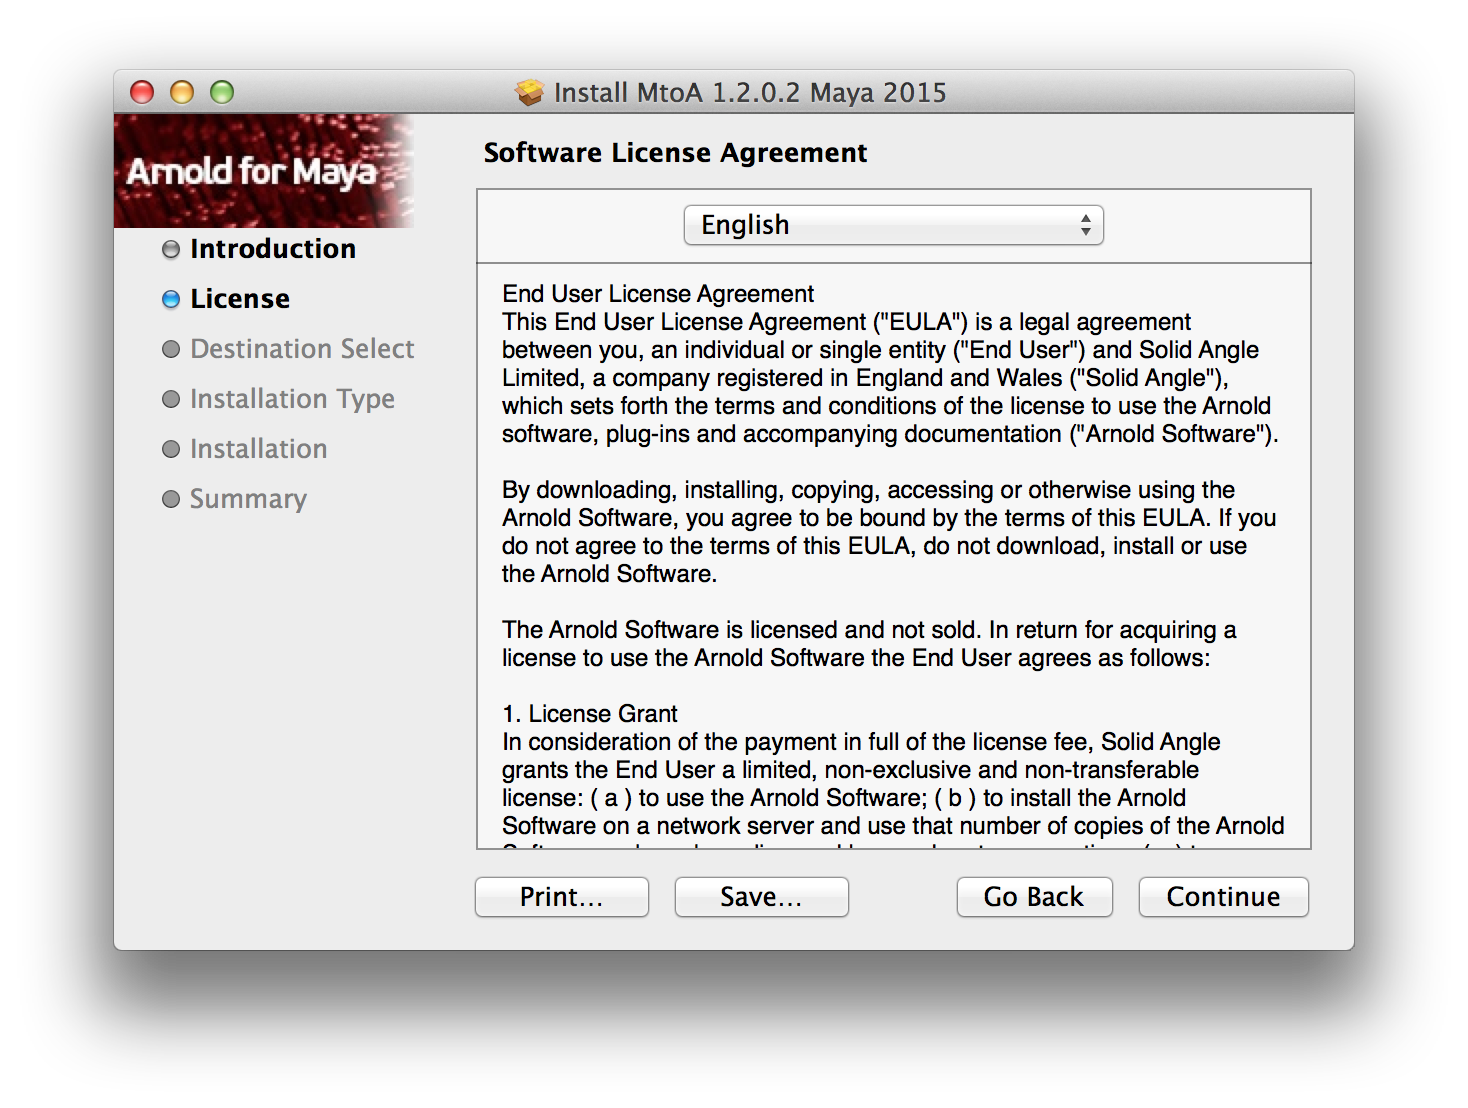 Install MtoA 1.2.0.2 Maya 2015
Arnold for Maya
Introduction
License
Destination Select
Installation Type
Installation
Summary
Software License Agreement
English
End User License Agreement
This End User License Agreement ("EULA") is a legal agreement
between you, an individual or single entity ("End User") and Solid Angle
Limited, a company registered in England and Wales ("Solid Angle"),
which sets forth the terms and conditions of the license to use the Arnold
software, plug-ins and accompanying documentation ("Arnold Software").
By downloading, installing, copying, accessing or otherwise using the
Arnold Software, you agree to be bound by the terms of this EULA. If you
do not agree to the terms of this EULA, do not download, install or use
the Arnold Software.
The Arnold Software is licensed and not sold. In return for acquiring a
license to use the Arnold Software the End User agrees as follows:
1. License Grant
In consideration of the payment in full of the license fee, Solid Angle
grants the End User a limited, non-exclusive and non-transferable
license: ( a ) to use the Arnold Software; ( b ) to install the Arnold
Software on a network server and use that number of copies of the Arnold
Print...
Save...
Go Back
Continue